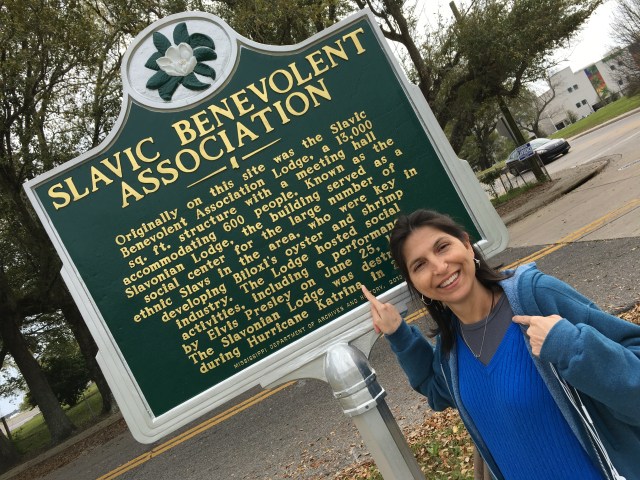 SLAVIC BENEVOLENT
ASSOCIATION
Originally on this site was the Slavic
Benevolent Association Lodge, a 13,000
sq. ft. structure with a meeting hall
accommodating 600 people. Known as the
Slavonian Lodge, the building served as a
social center for the large number of
ethnic Slavs in the area, who were key in
developing Biloxi's oyster and shrimp
industry. The Lodge hosted social
activities, including a performance
by Elvis Presley on June 25,
The Slavonian Lodge was
during Hurricane Katrina in
MISSISSIPPI DEPARTMENT OF ARCHIVES AND HISTORY, 2010